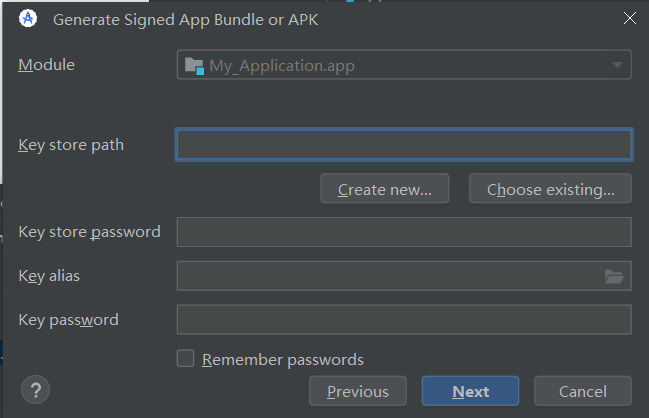 Generate Signed App Bundle or APK
Module
My_Application.app
Key store path
Create new...
Choose existing...
Key store password
Key alias
Key password
Remember passwords
?
Previous
Next
Cancel